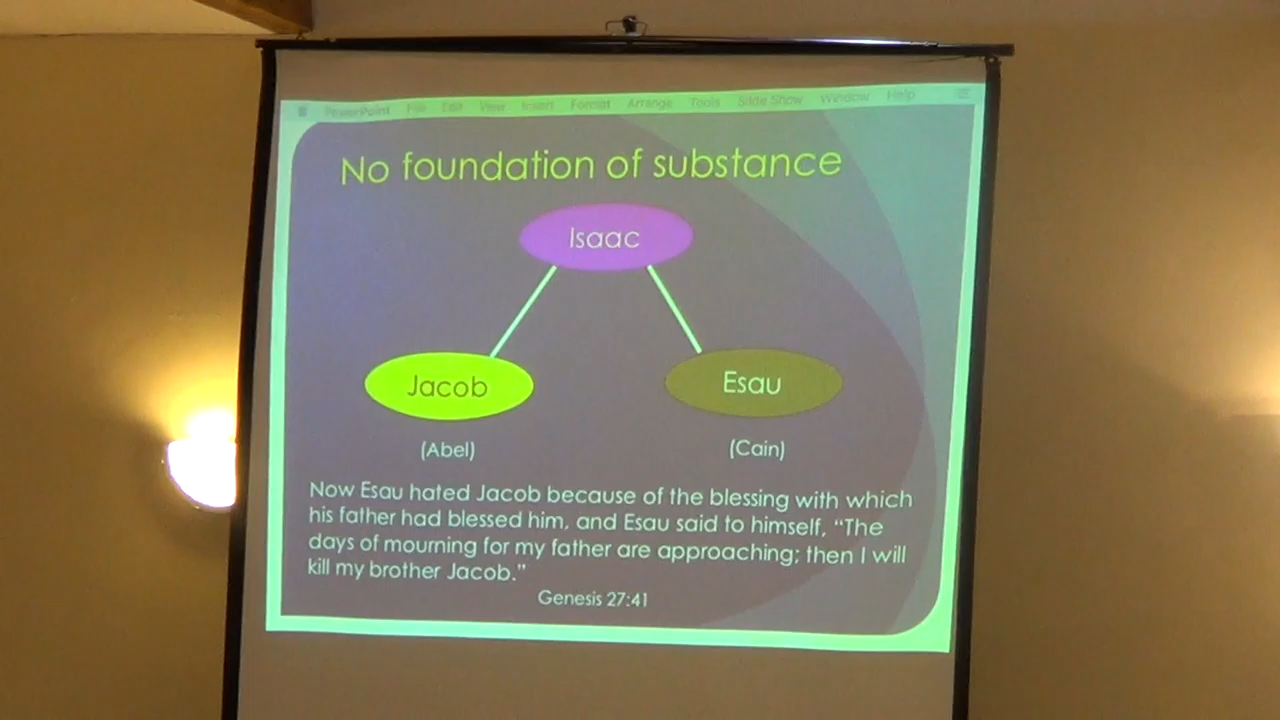 PowerPoint File Edit View Insert Format Arrange Tools Slide Show Window Help
No foundation of substance
Isaac
Jacob Esau
(Abel) (Cain)
Now Esau hated Jacob because of the blessing with which
his father had blessed him, and Esau said to himself, “The
days of mourning for my father are approaching; then I will
kill my brother Jacob.”
Genesis 27:41